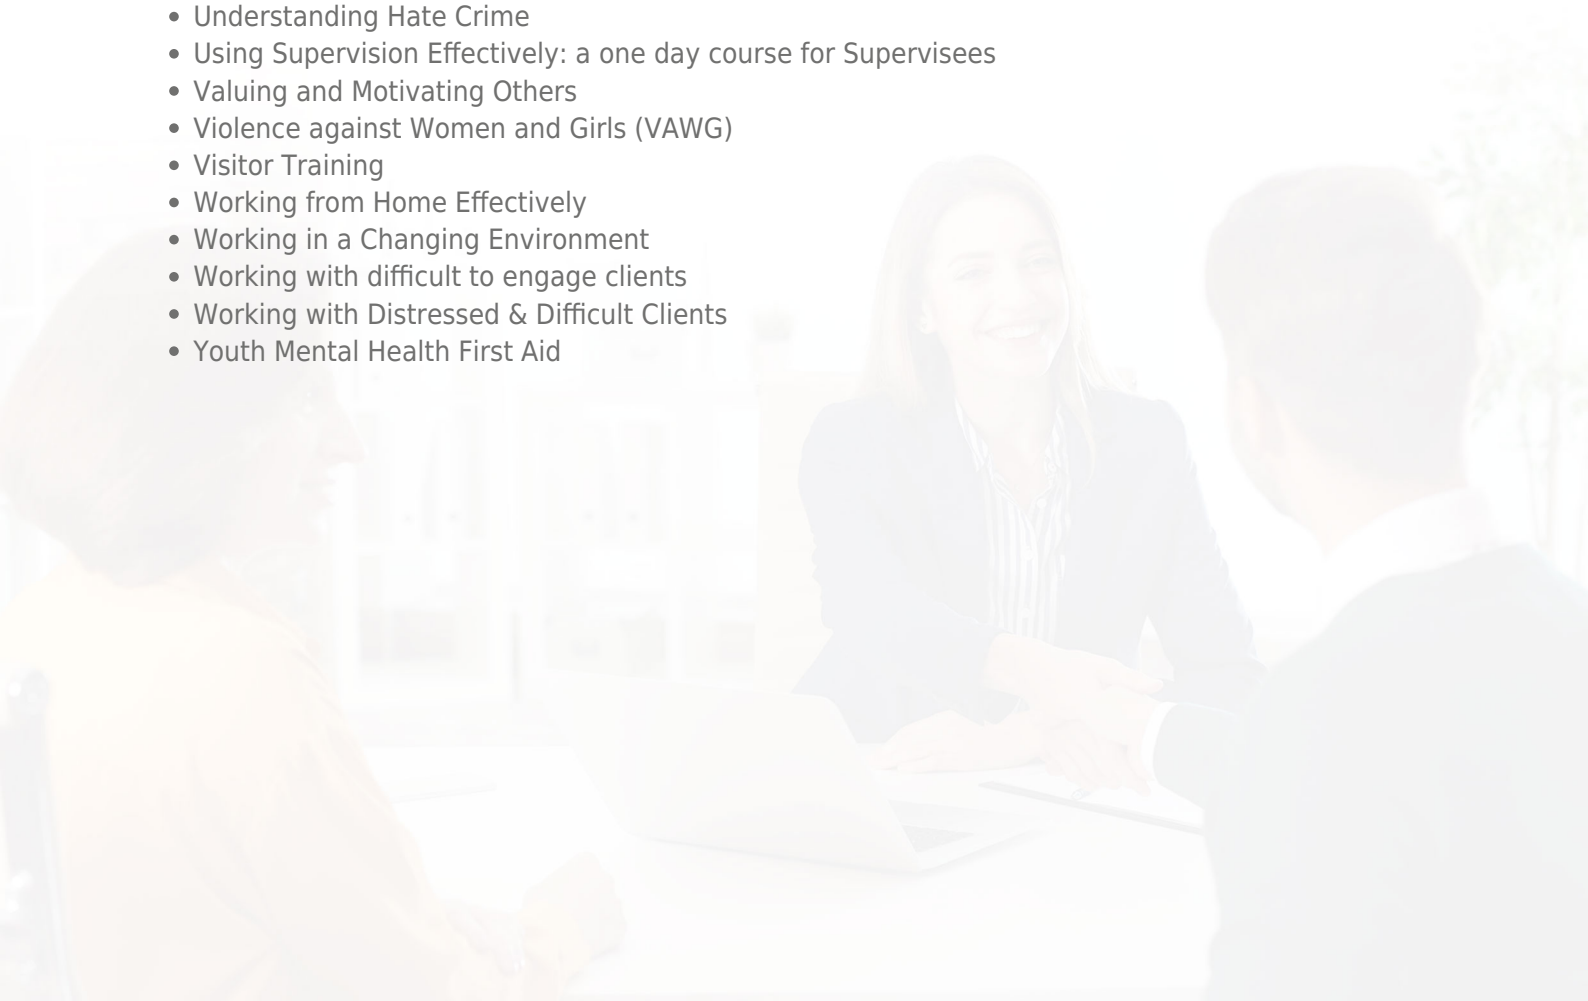 • Understanding Hate Crime
• Using Supervision Effectively: a one day course for Supervisees
• Valuing and Motivating Others
• Violence against Women and Girls (VAWG)
• Visitor Training
• Working from Home Effectively
• Working in a Changing Environment
• Working with difficult to engage clients
• Working with Distressed & Difficult Clients
• Youth Mental Health First Aid